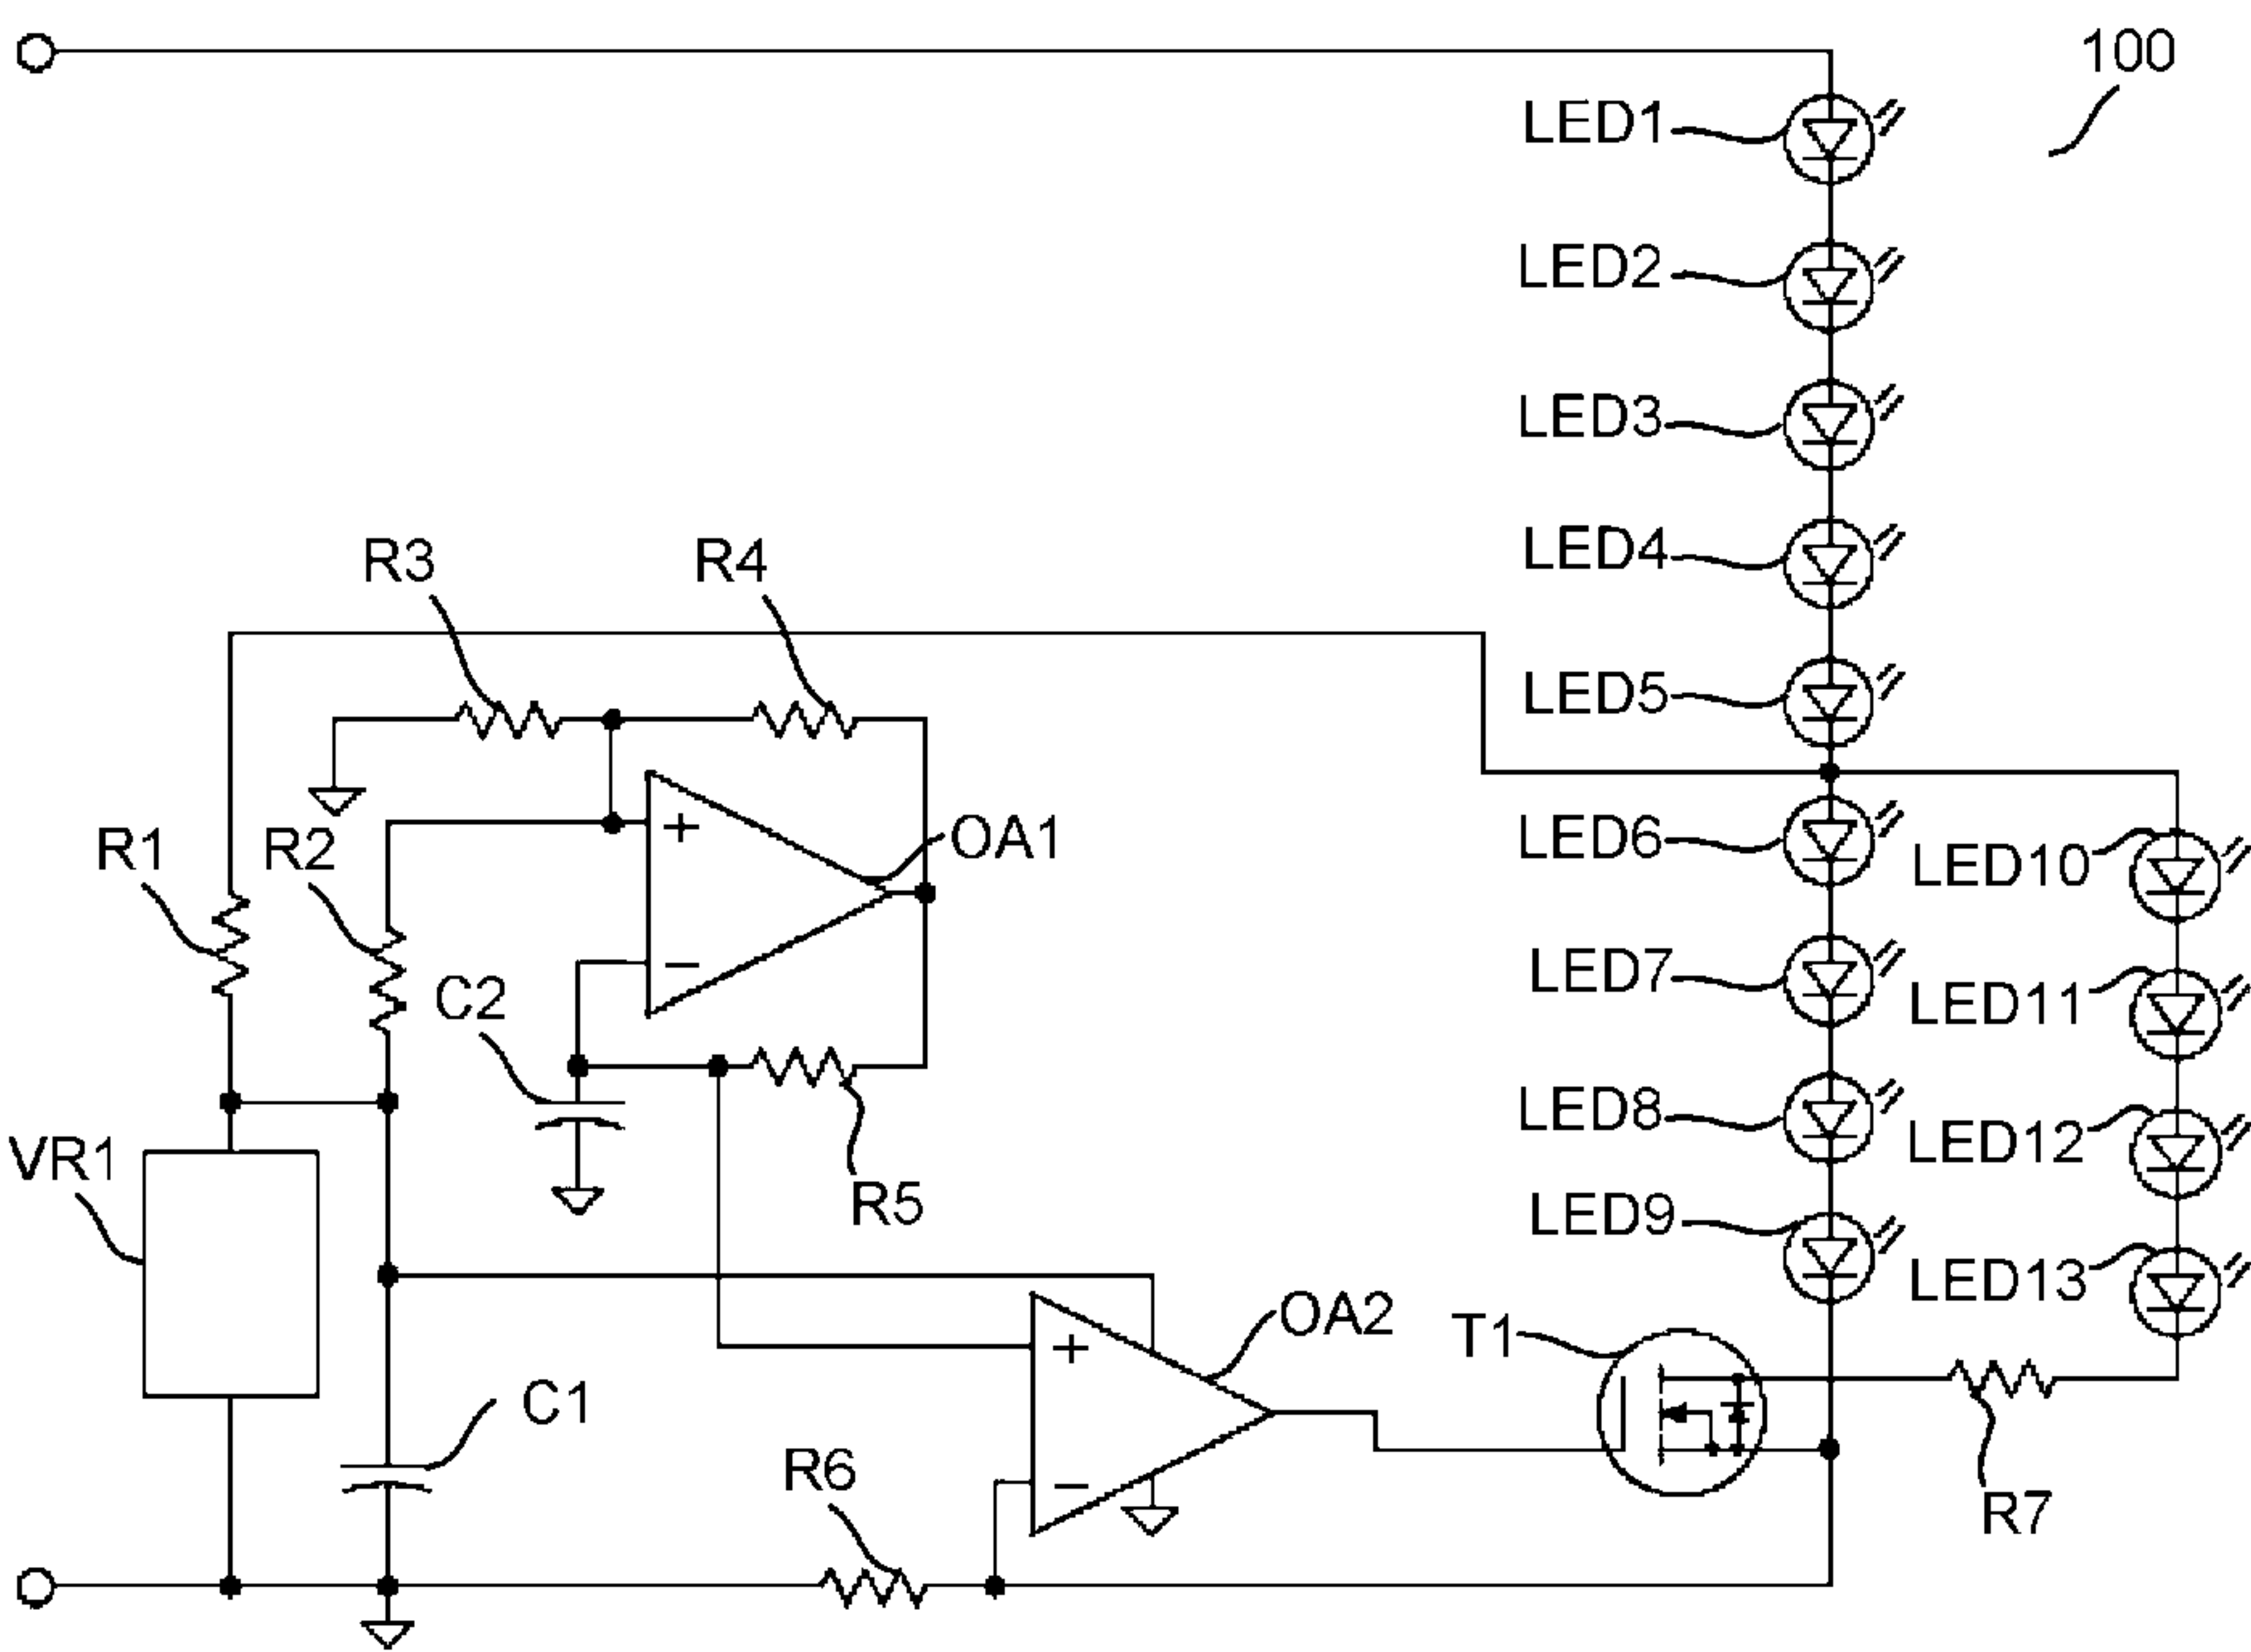 100
LED1
LED2
LED3
LED4
R3
R4
LED5
R1
R2
+
OA1
LED6
LED10
−
C2
LED7
LED11
LED8
LED12
VR1
R5
LED9
LED13
+
OA2
T1
C1
R6
−
R7